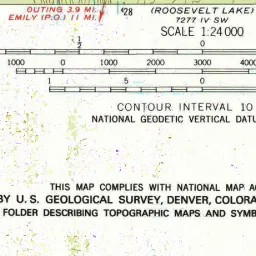 OUTING 3.9 MI.
EMILY (P.O.) 11 MI.
428
(ROOSEVELT LAKE)
7277 IV SW
SCALE 1:24 000
1/2 0
1000 0 1000 2000 3000 4000
1 .5 0
CONTOUR INTERVAL 10
NATIONAL GEODETIC VERTICAL DATU
THIS MAP COMPLIES WITH NATIONAL MAP AC
BY U.S. GEOLOGICAL SURVEY, DENVER, COLORA
FOLDER DESCRIBING TOPOGRAPHIC MAPS AND SYMB